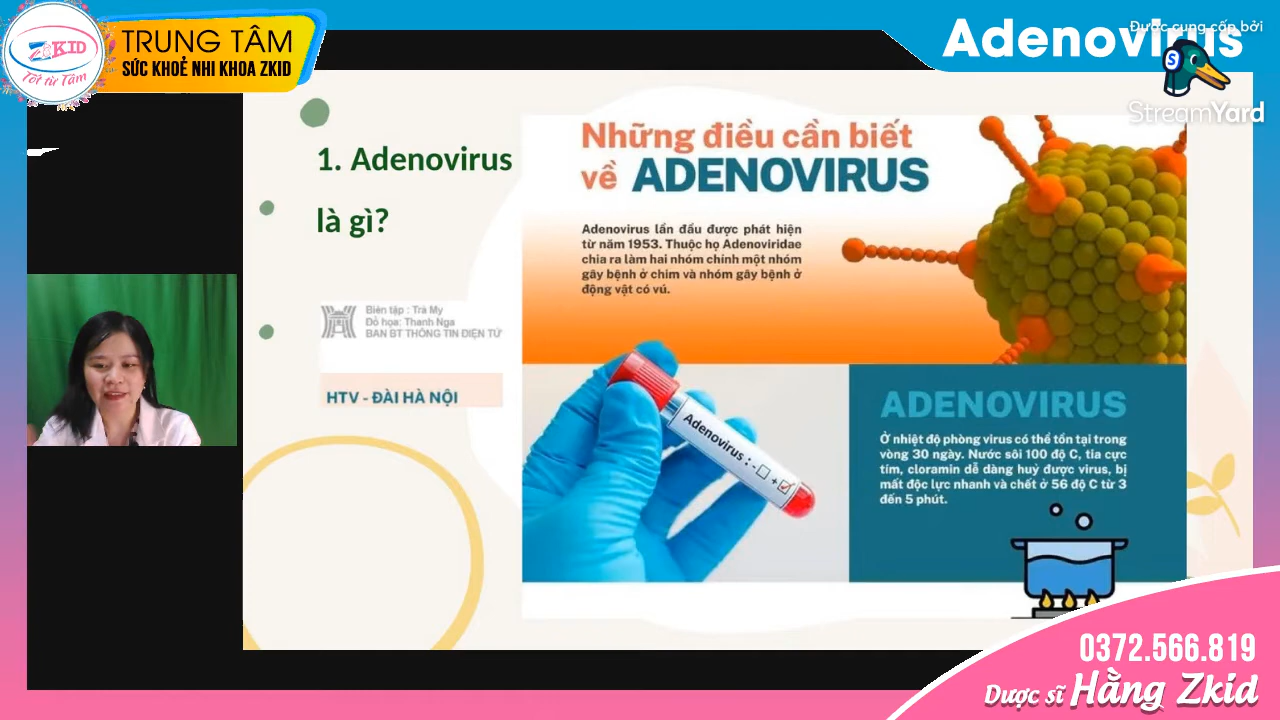 ZKID
Tốt từ Tâm
TRUNG TÂM
SỨC KHOẺ NHI KHOA ZKID
Adenovirus
Được cung cấp bởi
StreamYard
1. Adenovirus
là gì?
Biên tập : Trà My
Đồ họa: Thanh Nga
BAN BT THÔNG TIN ĐIỆN TỬ
HTV - ĐÀI HÀ NỘI
Những điều cần biết
về ADENOVIRUS
Adenovirus lần đầu được phát hiện
từ năm 1953. Thuộc họ Adenoviridae
chia ra làm hai nhóm chính một nhóm
gây bệnh ở chim và nhóm gây bệnh ở
động vật có vú.
Adenovirus : - +
ADENOVIRUS
Ở nhiệt độ phòng virus có thể tồn tại trong
vòng 30 ngày. Nước sôi 100 độ C, tia cực
tím, cloramin dễ dàng huỷ được virus, bị
mất độc lực nhanh và chết ở 56 độ C từ 3
đến 5 phút.
0372.566.819
Dược sĩ Hằng Zkid